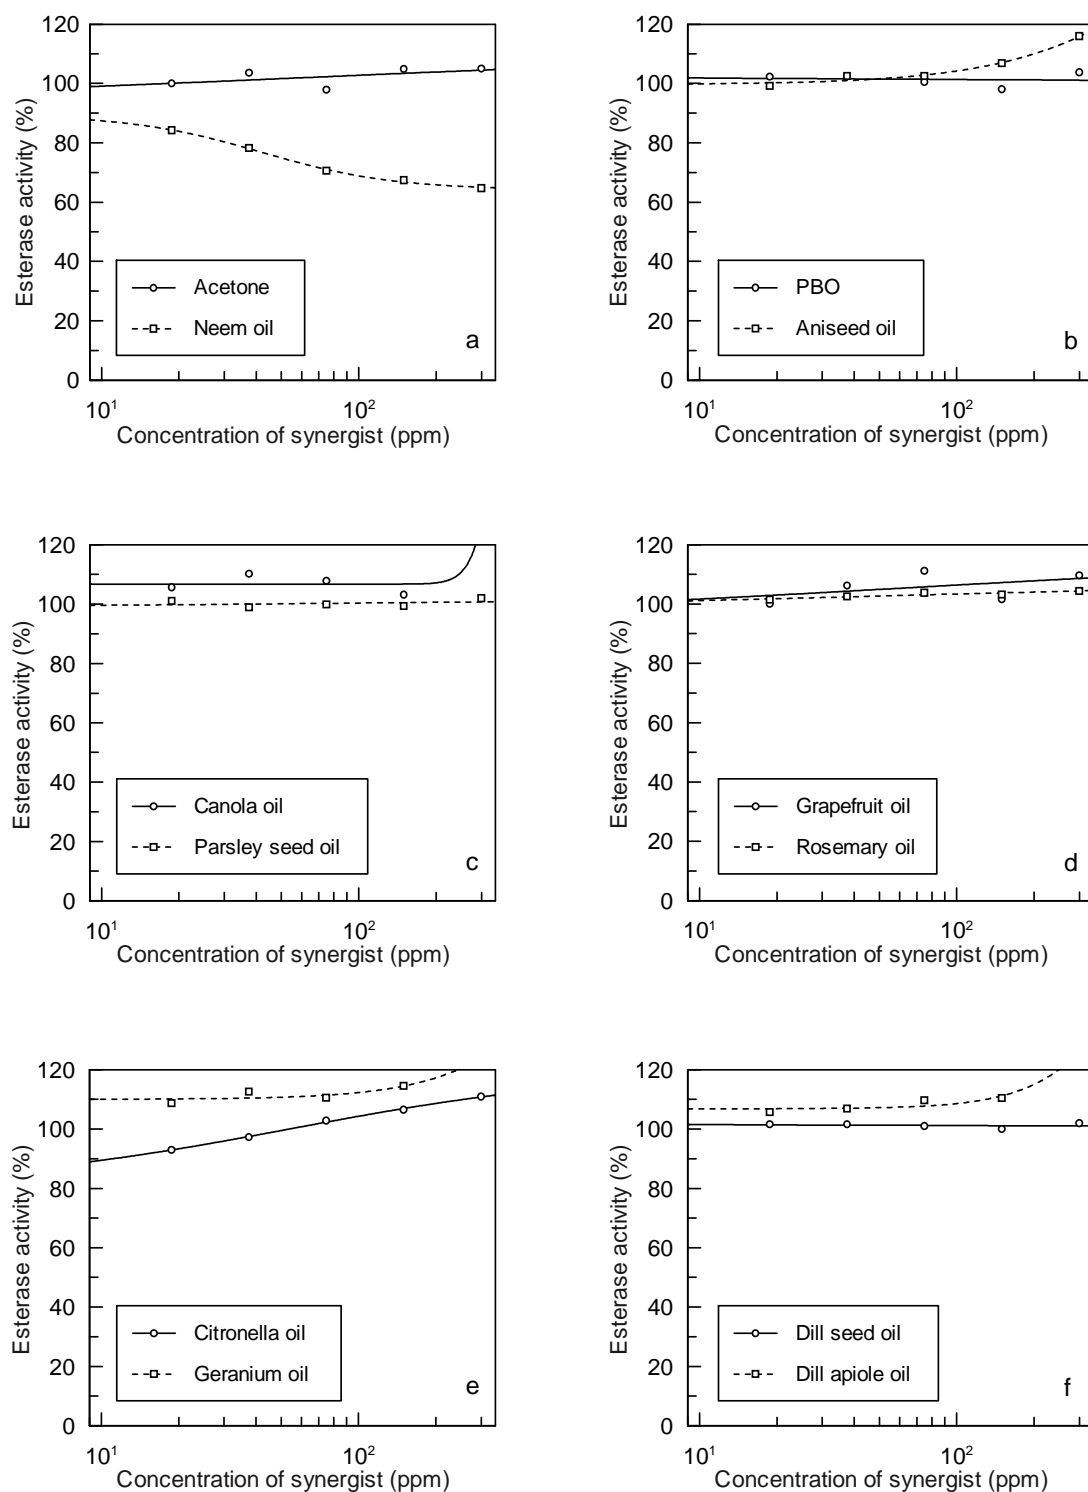 120
100
80
60
40
20
0
Esterase activity (%)
Acetone
Neem oil
a
10¹
10²
Concentration of synergist (ppm)
120
100
80
60
40
20
0
Esterase activity (%)
PBO
Aniseed oil
b
10¹
10²
Concentration of synergist (ppm)
120
100
80
60
40
20
0
Esterase activity (%)
Canola oil
Parsley seed oil
c
10¹
10²
Concentration of synergist (ppm)
120
100
80
60
40
20
0
Esterase activity (%)
Grapefruit oil
Rosemary oil
d
10¹
10²
Concentration of synergist (ppm)
120
100
80
60
40
20
0
Esterase activity (%)
Citronella oil
Geranium oil
e
10¹
10²
Concentration of synergist (ppm)
120
100
80
60
40
20
0
Esterase activity (%)
Dill seed oil
Dill apiole oil
f
10¹
10²
Concentration of synergist (ppm)